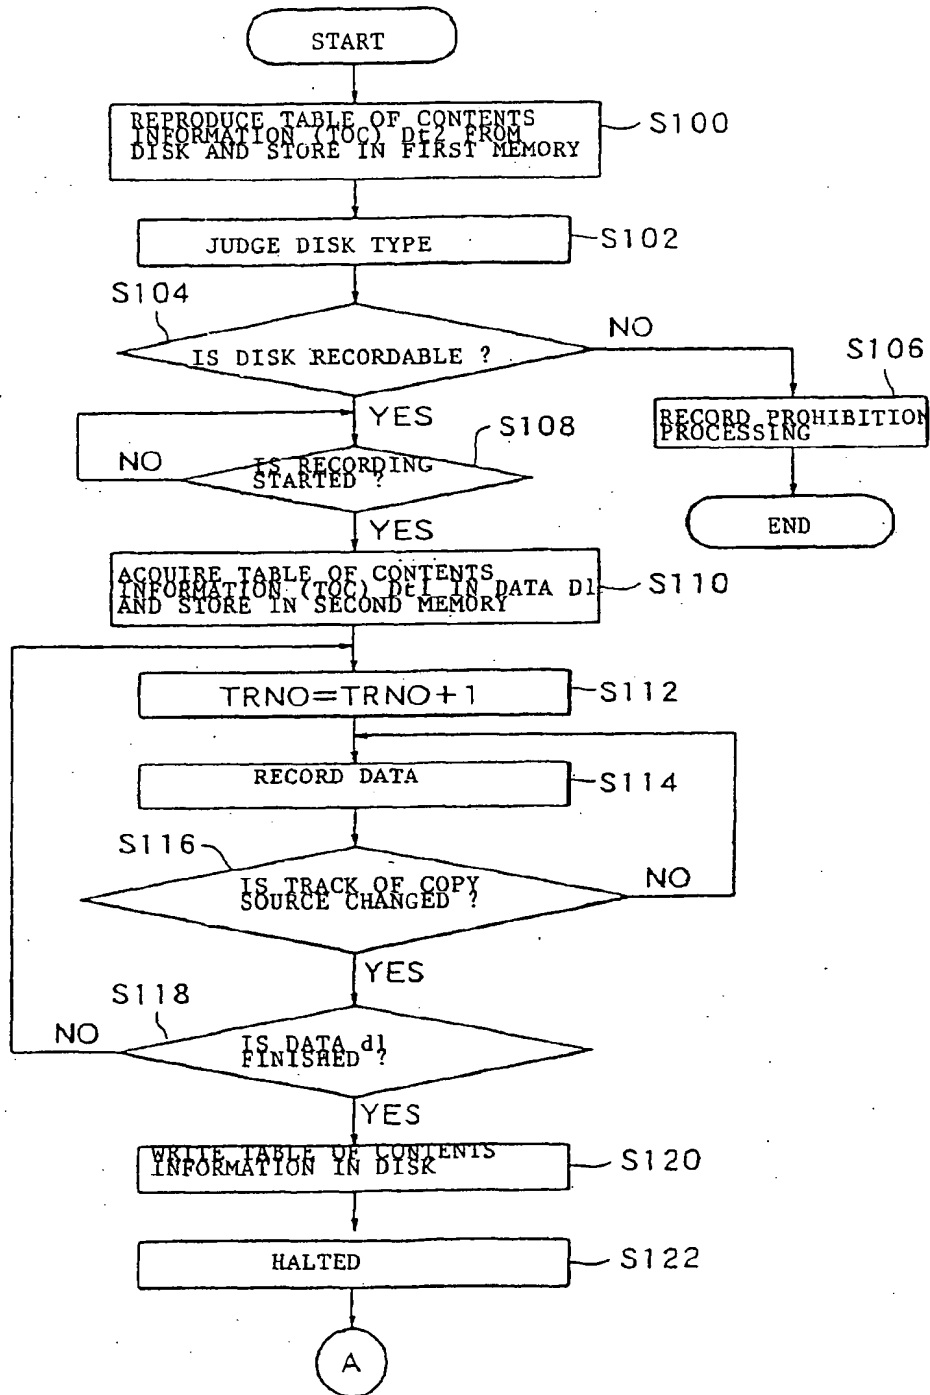 START
REPRODUCE TABLE OF CONTENTS
INFORMATION (TOC) Dt2 FROM
DISK AND STORE IN FIRST MEMORY
S100
JUDGE DISK TYPE
S102
S104
IS DISK RECORDABLE ?
NO
S106
RECORD PROHIBITION
PROCESSING
END
YES
S108
IS RECORDING
STARTED ?
NO
YES
ACQUIRE TABLE OF CONTENTS
INFORMATION (TOC) Dt1 IN DATA D1
AND STORE IN SECOND MEMORY
S110
TRNO=TRNO+1
S112
RECORD DATA
S114
S116
IS TRACK OF COPY
SOURCE CHANGED ?
NO
YES
S118
NO
IS DATA d1
FINISHED ?
YES
WRITE TABLE OF CONTENTS
INFORMATION IN DISK
S120
HALTED
S122
A